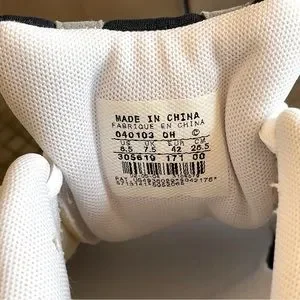 MADE IN CHINA
FABRIQUE EN CHINA
040103 OH ©
US UK EUR CM
8.5 7.5 42 26.5
305619 171 00